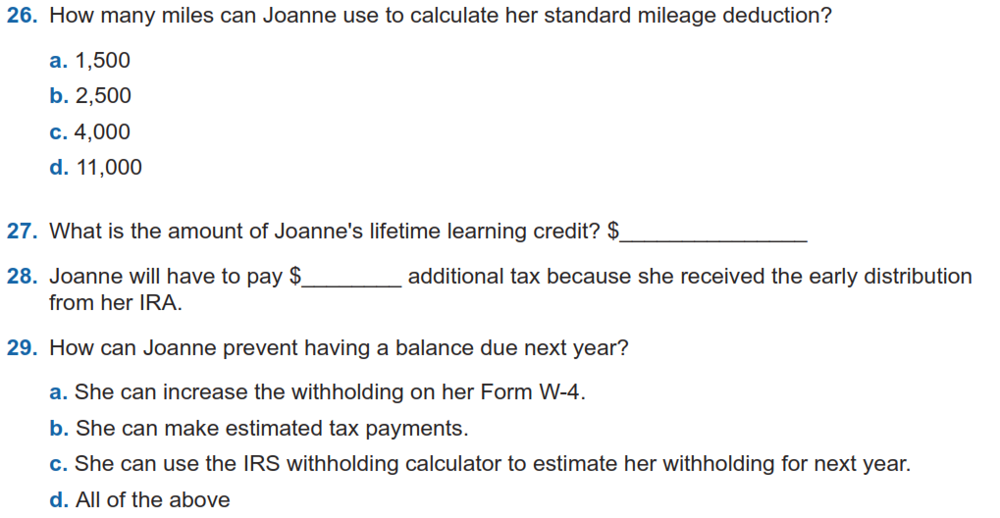 26. How many miles can Joanne use to calculate her standard mileage deduction?
a. 1,500
b. 2,500
c. 4,000
d. 11,000
27. What is the amount of Joanne's lifetime learning credit? $_______________
28. Joanne will have to pay $________ additional tax because she received the early distribution
from her IRA.
29. How can Joanne prevent having a balance due next year?
a. She can increase the withholding on her Form W-4.
b. She can make estimated tax payments.
c. She can use the IRS withholding calculator to estimate her withholding for next year.
d. All of the above